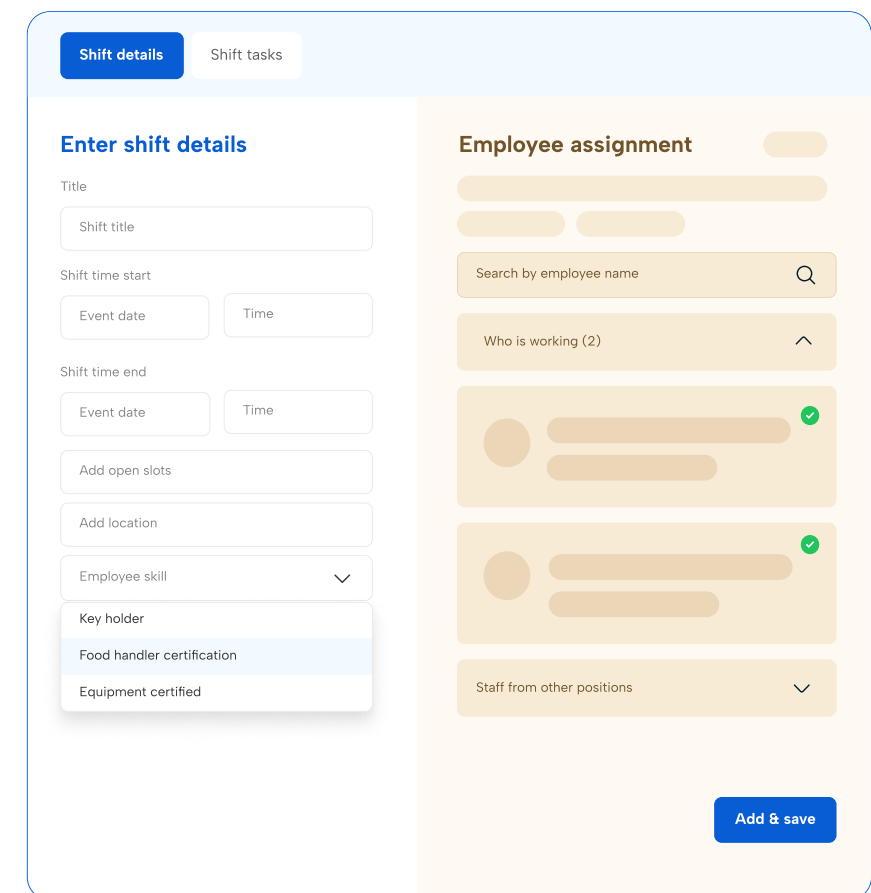 Shift details
Shift tasks
Enter shift details
Title
Shift title
Shift time start
Event date
Time
Shift time end
Event date
Time
Add open slots
Add location
Employee skill
Key holder
Food handler certification
Equipment certified
Employee assignment
Search by employee name
Who is working (2)
Staff from other positions
Add & save